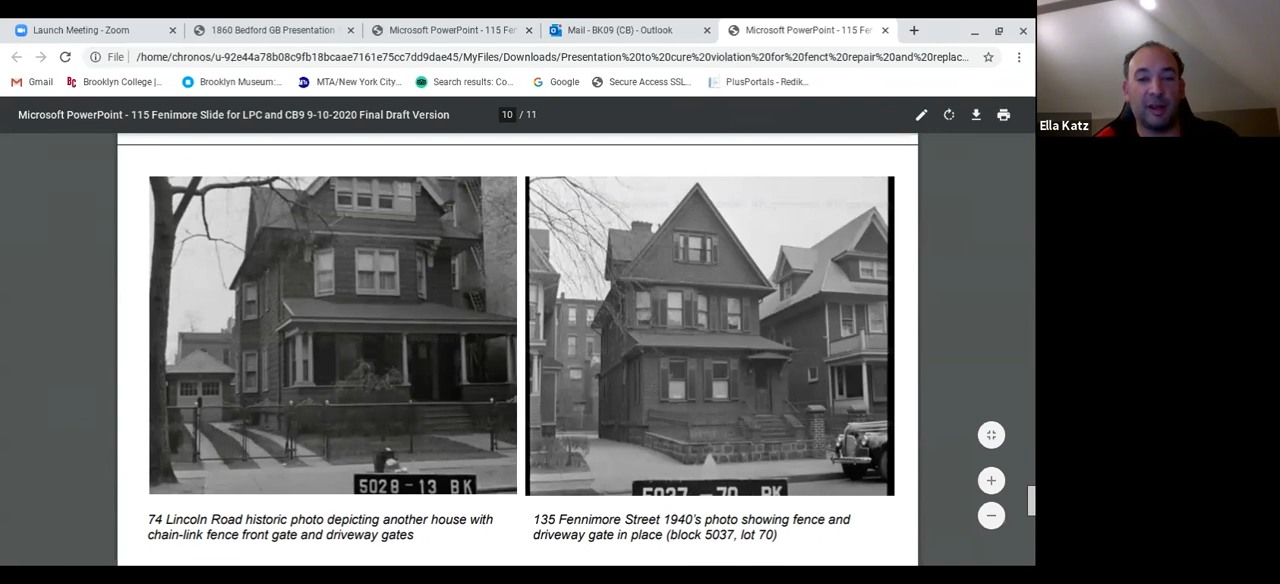 Launch Meeting - Zoom
1860 Bedford GB Presentation
Microsoft PowerPoint - 115 Fer
Mail - BK09 (CB) - Outlook
Microsoft PowerPoint - 115 Fer
File
/home/chronos/u-92e44a78b08c9fb18bcaae7161e75cc7dd9dae45/MyFiles/Downloads/Presentation%20to%20cure%20violation%20for%20fenct%20repair%20and%20replac...
Gmail
Brooklyn College |...
Brooklyn Museum:...
MTA/New York City...
Search results: Co...
Google
Secure Access SSL...
PlusPortals - Redik...
Microsoft PowerPoint - 115 Fenimore Slide for LPC and CB9 9-10-2020 Final Draft Version
10 / 11
Ella Katz
5028 - 13 BK
5037 - 70 BK
74 Lincoln Road historic photo depicting another house with
chain-link fence front gate and driveway gates
135 Fennimore Street 1940's photo showing fence and
driveway gate in place (block 5037, lot 70)